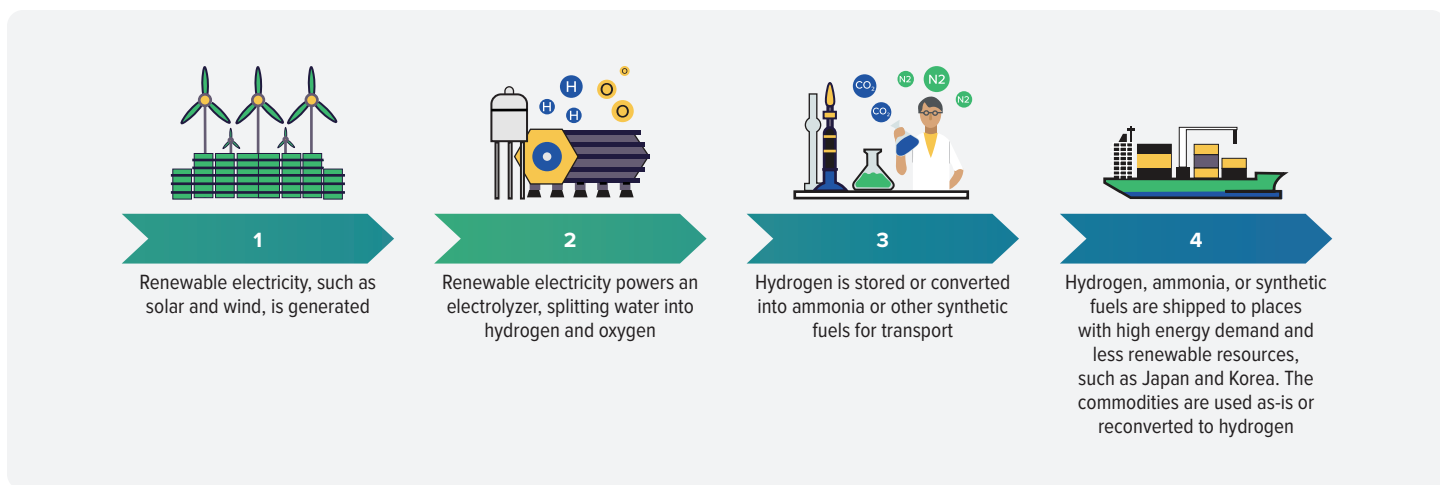 H
H
H
O
O
O
CO2
CO2
N2
N2
N2
1
Renewable electricity, such as
solar and wind, is generated
2
Renewable electricity powers an
electrolyzer, splitting water into
hydrogen and oxygen
3
Hydrogen is stored or converted
into ammonia or other synthetic
fuels for transport
4
Hydrogen, ammonia, or synthetic
fuels are shipped to places
with high energy demand and
less renewable resources,
such as Japan and Korea. The
commodities are used as-is or
reconverted to hydrogen